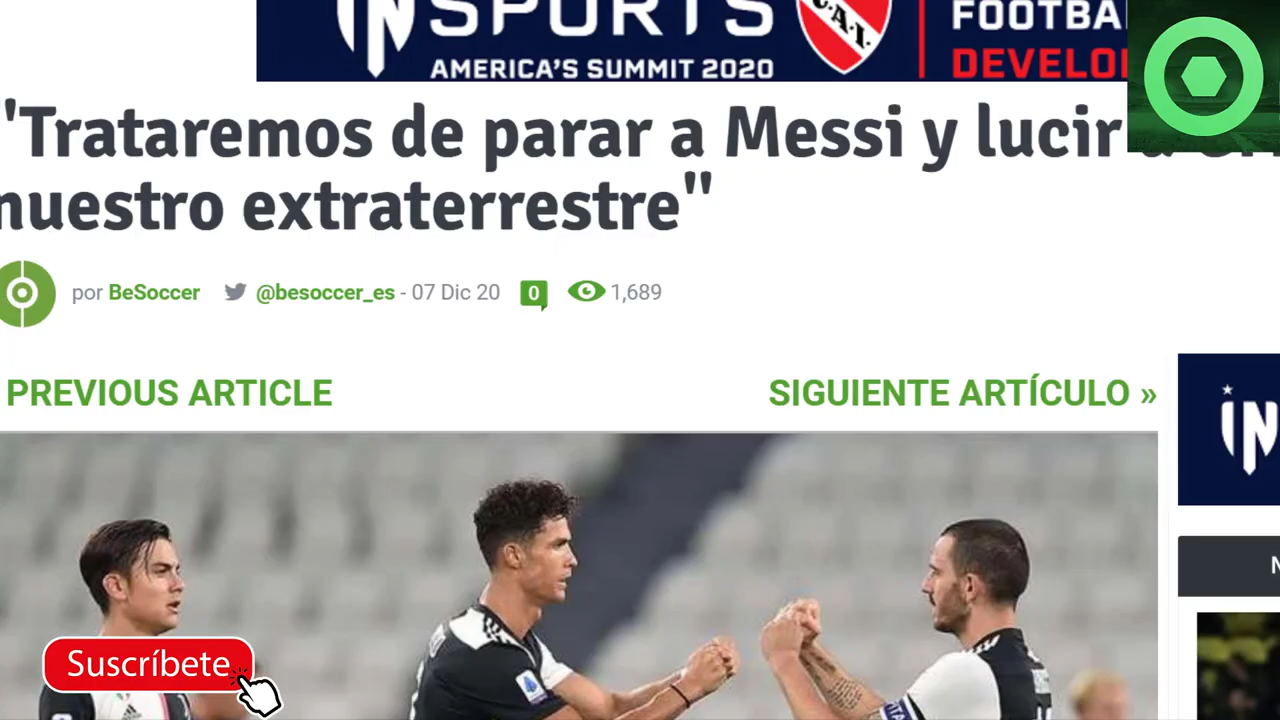 SPORTS
AMERICA'S SUMMIT 2020
C.A.I.
DEVELO
"Trataremos de parar a Messi y lucir
nuestro extraterrestre"
por BeSoccer @besoccer_es - 07 Dic 20 0 1,689
PREVIOUS ARTICLE SIGUIENTE ARTÍCULO »
Suscríbete